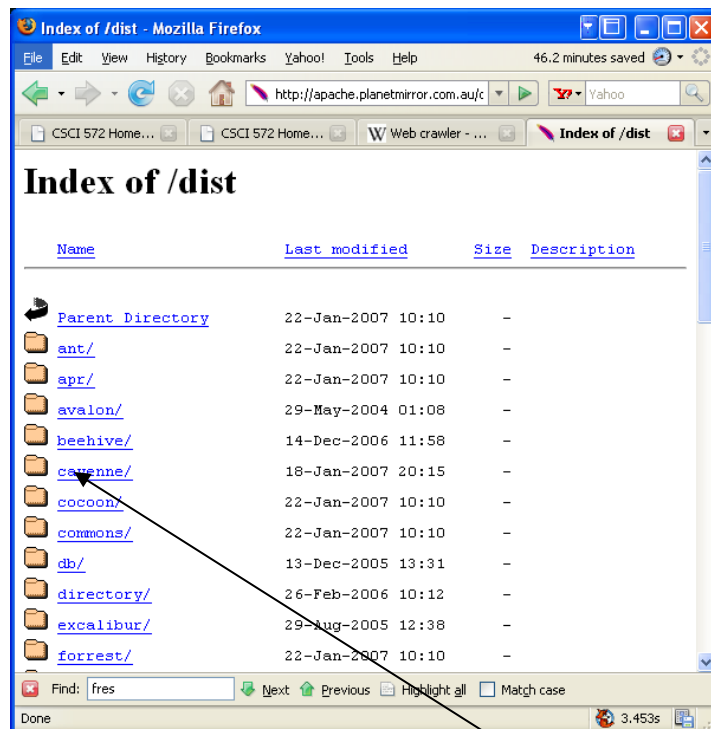 Index of /dist - Mozilla Firefox
File Edit View History Bookmarks Yahoo! Tools Help 46.2 minutes saved
http://apache.planetmirror.com.au/c Yahoo
CSCI 572 Home... CSCI 572 Home... W Web crawler - ... Index of /dist
Index of /dist
Name Last modified Size Description
Parent Directory 22-Jan-2007 10:10 -
ant/ 22-Jan-2007 10:10 -
apr/ 22-Jan-2007 10:10 -
avalon/ 29-May-2004 01:08 -
beehive/ 14-Dec-2006 11:58 -
cayenne/ 18-Jan-2007 20:15 -
cocoon/ 22-Jan-2007 10:10 -
commons/ 22-Jan-2007 10:10 -
db/ 13-Dec-2005 13:31 -
directory/ 26-Feb-2006 10:12 -
excalibur/ 29-Aug-2005 12:38 -
forrest/ 22-Jan-2007 10:10 -
Find: fres Next Previous Highlight all Match case
Done 3.453s